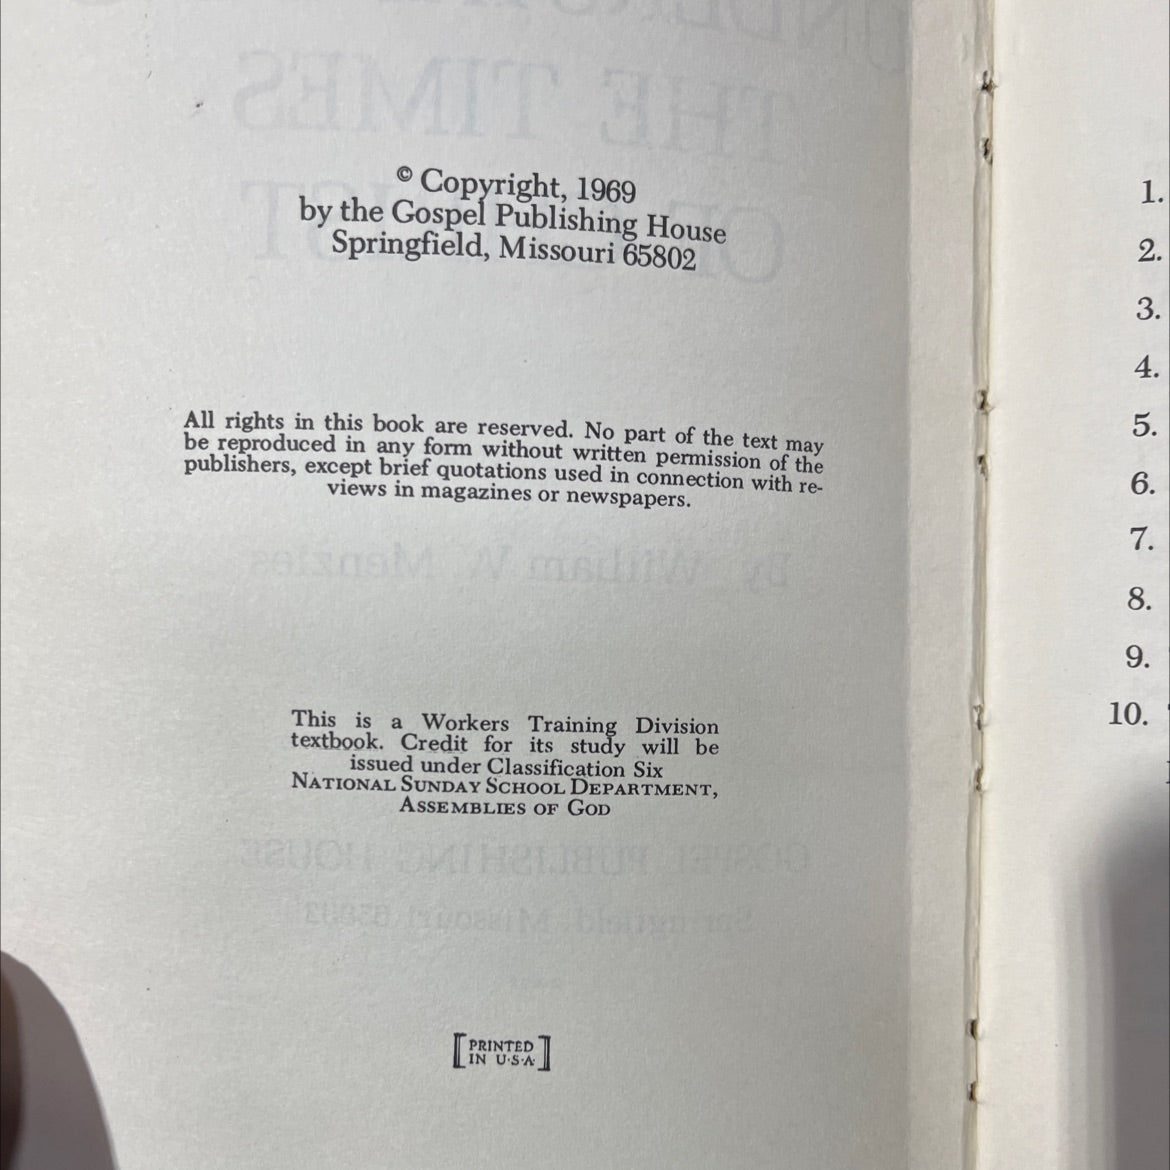 © Copyright, 1969
by the Gospel Publishing House
Springfield, Missouri 65802
All rights in this book are reserved. No part of the text may
be reproduced in any form without written permission of the
publishers, except brief quotations used in connection with re-
views in magazines or newspapers.
This is a Workers Training Division
textbook. Credit for its study will be
issued under Classification Six
NATIONAL SUNDAY SCHOOL DEPARTMENT,
ASSEMBLIES OF GOD
[PRINTED
IN U·S·A·]
1.
2.
3.
4.
5.
6.
7.
8.
9.
10.